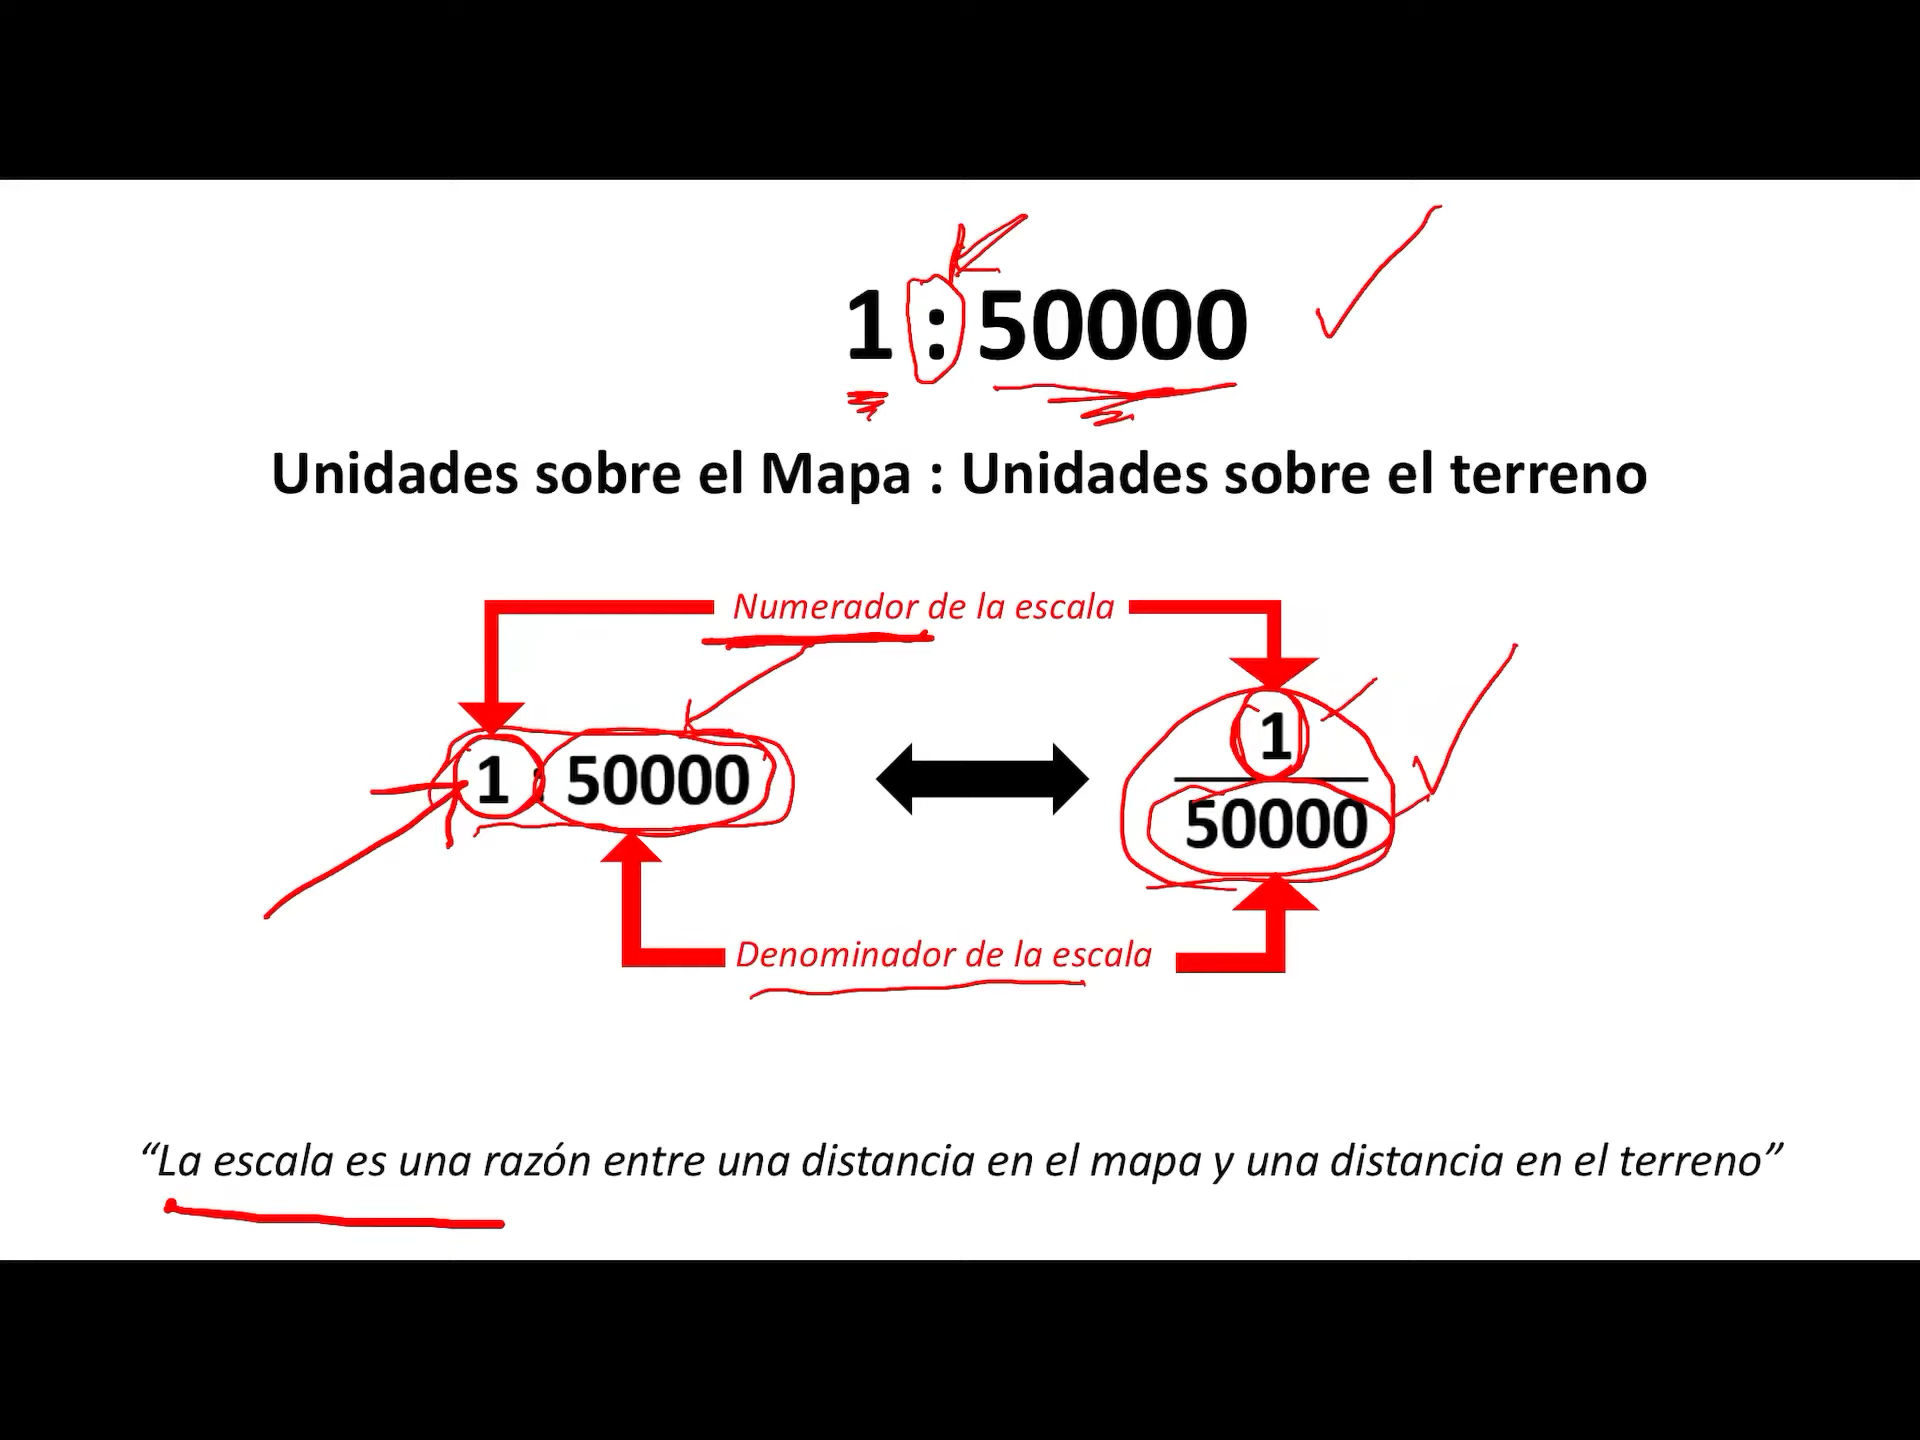 1 : 50000
Unidades sobre el Mapa : Unidades sobre el terreno
Numerador de la escala
1 : 50000
1
50000
Denominador de la escala
“La escala es una razón entre una distancia en el mapa y una distancia en el terreno”